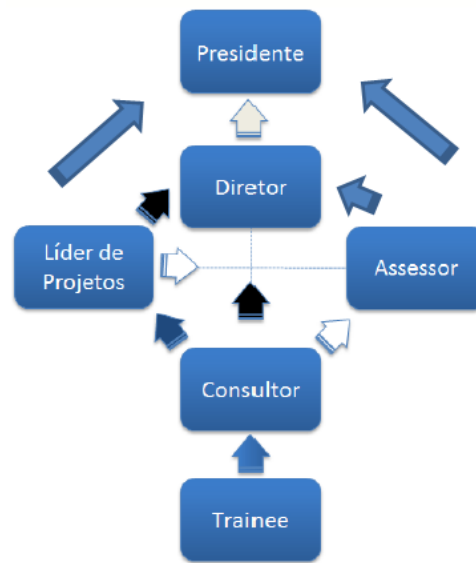 Presidente
Diretor
Líder de
Projetos
Assessor
Consultor
Trainee